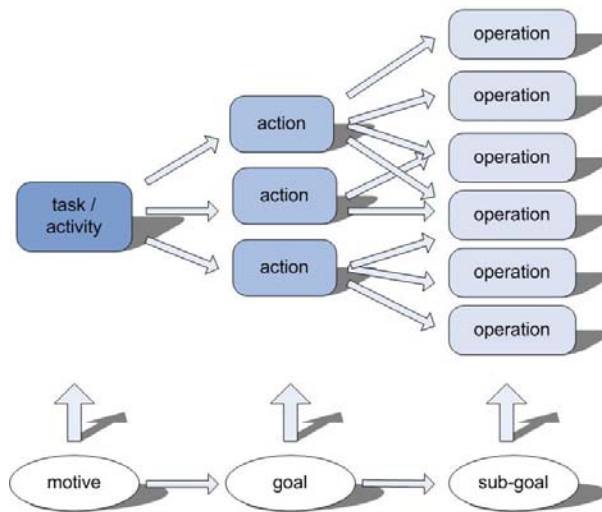 operation
operation
action
operation
task /
activity
action
operation
action
operation
operation
motive
goal
sub-goal